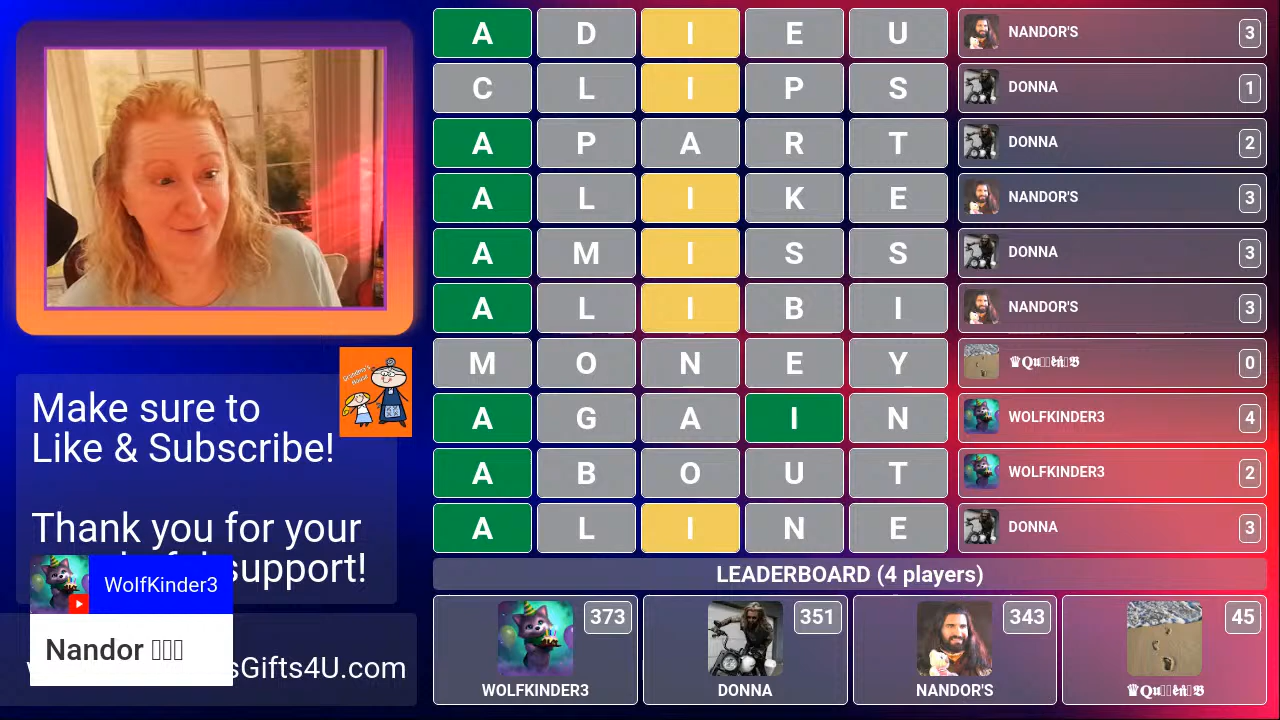 A D I E U NANDOR'S 3
C L I P S DONNA 1
A P A R T DONNA 2
A L I K E NANDOR'S 3
A M I S S DONNA 3
A L I B I NANDOR'S 3
M O N E Y 0
A G A I N WOLFKINDER3 4
A B O U T WOLFKINDER3 2
A L I N E DONNA 3
LEADERBOARD (4 players)
373 351 343 45
WOLFKINDER3 DONNA NANDOR'S
Grandma's
House
Make sure to
Like & Subscribe!
Thank you for your
support!
WolfKinder3
Nandor
sGifts4U.com